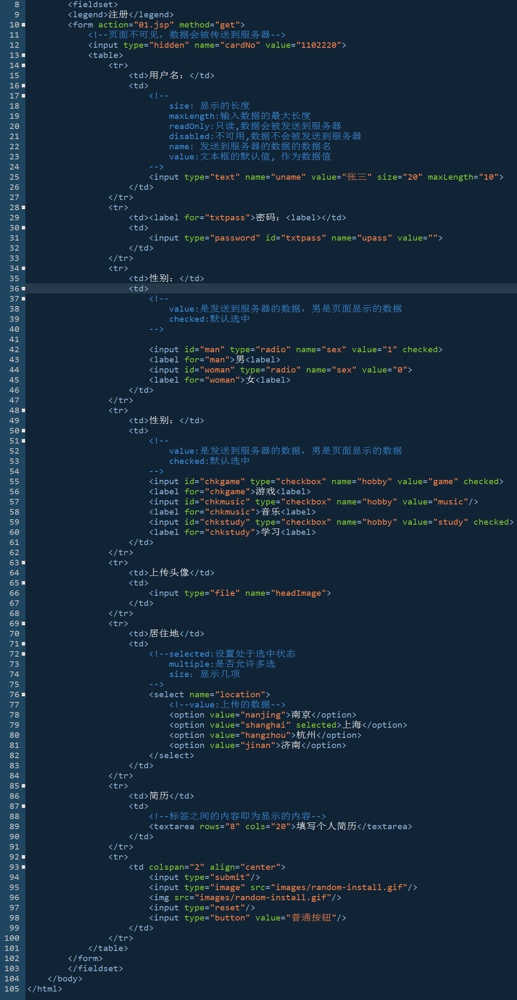 8 <fieldset>
9 <legend>注册</legend>
10 <form action="01.jsp" method="get">
11 <!--页面不可见，数据会被传送到服务器-->
12 <input type="hidden" name="cardNo" value="1102220">
13 <table>
14 <tr>
15 <td>用户名：</td>
16 <td>
17 <!--
18 size: 显示的长度
19 maxLength:输入数据的最大长度
20 readOnly:只读,数据会被发送到服务器
21 disabled:不可用,数据不会被发送到服务器
22 name: 发送到服务器的数据的数据名
23 value:文本框的默认值, 作为数据值
24 -->
25 <input type="text" name="uname" value="张三" size="20" maxLength="10">
26 </td>
27 </tr>
28 <tr>
29 <td><label for="txtpass">密码：<label></td>
30 <td>
31 <input type="password" id="txtpass" name="upass" value="">
32 </td>
33 </tr>
34 <tr>
35 <td>性别：</td>
36 <td>
37 <!--
38 value:是发送到服务器的数据，男是页面显示的数据
39 checked:默认选中
40 -->
41
42 <input id="man" type="radio" name="sex" value="1" checked>
43 <label for="man">男<label>
44 <input id="woman" type="radio" name="sex" value="0">
45 <label for="woman">女<label>
46 </td>
47 </tr>
48 <tr>
49 <td>性别：</td>
50 <td>
51 <!--
52 value:是发送到服务器的数据，男是页面显示的数据
53 checked:默认选中
54 -->
55 <input id="chkgame" type="checkbox" name="hobby" value="game" checked>
56 <label for="chkgame">游戏<label>
57 <input id="chkmusic" type="checkbox" name="hobby" value="music"/>
58 <label for="chkmusic">音乐<label>
59 <input id="chkstudy" type="checkbox" name="hobby" value="study" checked>
60 <label for="chkstudy">学习<label>
61 </td>
62 </tr>
63 <tr>
64 <td>上传头像</td>
65 <td>
66 <input type="file" name="headImage">
67 </td>
68 </tr>
69 <tr>
70 <td>居住地</td>
71 <td>
72 <!--selected:设置处于选中状态
73 multiple:是否允许多选
74 size：显示几项
75 -->
76 <select name="location">
77 <!--value:上传的数据-->
78 <option value="nanjing">南京</option>
79 <option value="shanghai" selected>上海</option>
80 <option value="hangzhou">杭州</option>
81 <option value="jinan">济南</option>
82 </select>
83 </td>
84 </tr>
85 <tr>
86 <td>简历</td>
87 <td>
88 <!--标签之间的内容即为显示的内容-->
89 <textarea rows="8" cols="20">填写个人简历</textarea>
90 </td>
91 </tr>
92 <tr>
93 <td colspan="2" align="center">
94 <input type="submit"/>
95 <input type="image" src="images/random-install.gif"/>
96 <img src="images/random-install.gif"/>
97 <input type="reset"/>
98 <input type="button" value="普通按钮"/>
99 </td>
100 </tr>
101 </table>
102 </form>
103 </fieldset>
104 </body>
105 </html>